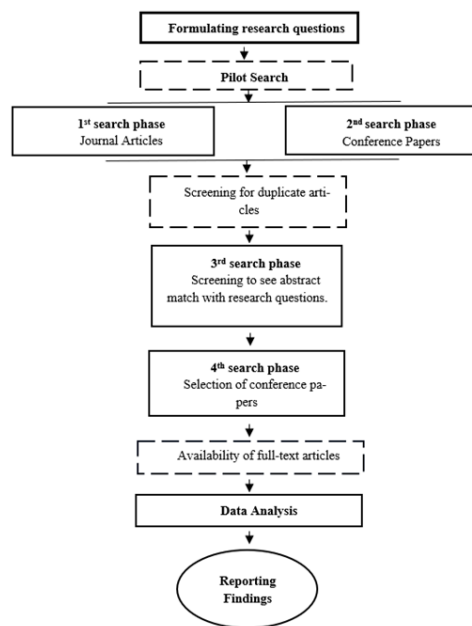 Formulating research questions
Pilot Search
1st search phase
Journal Articles
2nd search phase
Conference Papers
Screening for duplicate arti-
cles
3rd search phase
Screening to see abstract
match with research questions.
4th search phase
Selection of conference pa-
pers
Availability of full-text articles
Data Analysis
Reporting
Findings